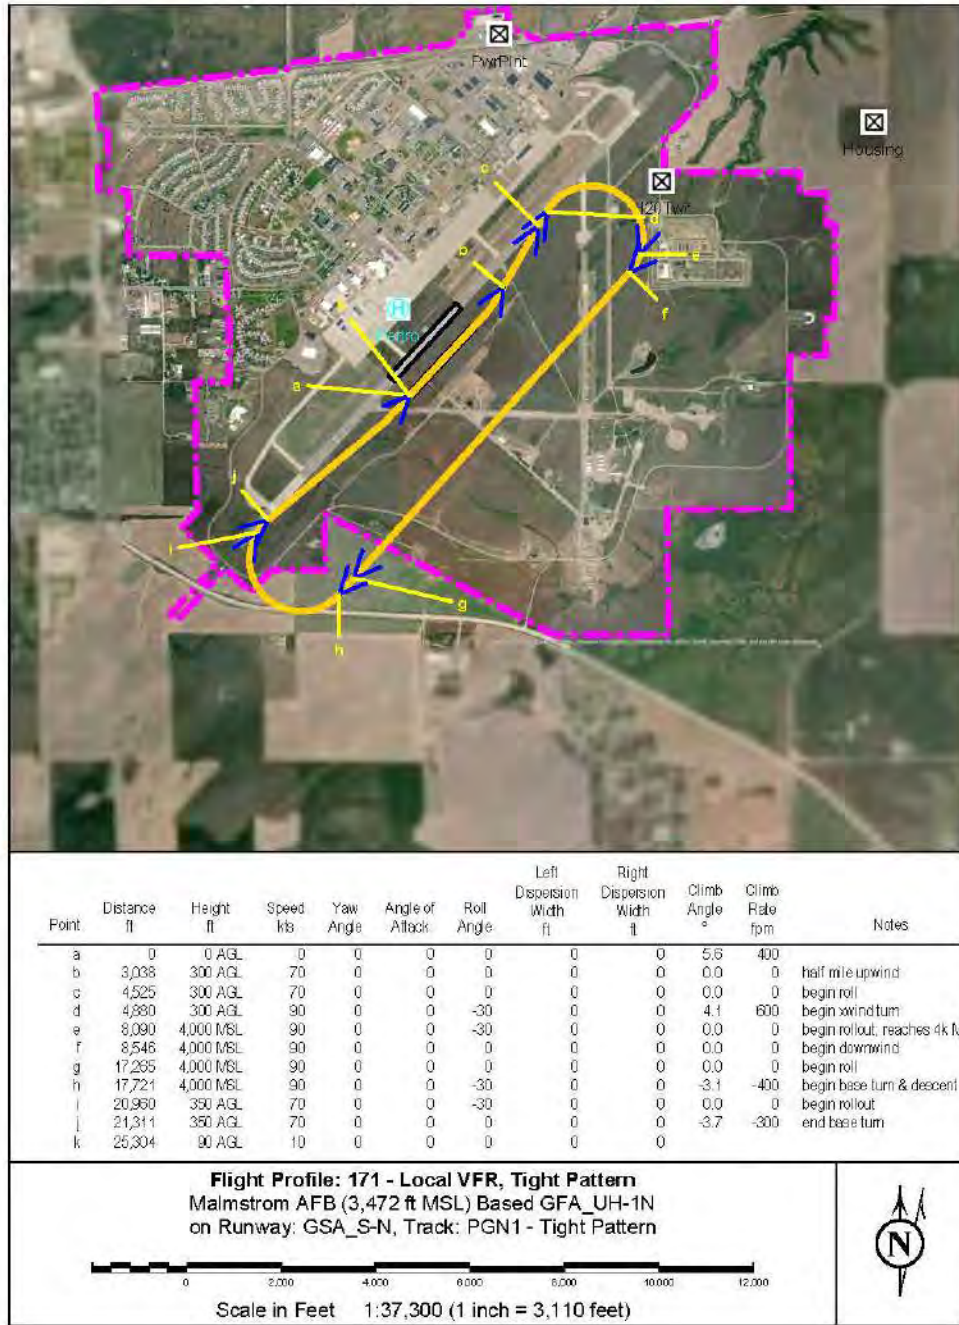 PwrPlnt
Housing
120 Twr
c
d
b
e
f
H
a
j
i
g
h
Left Right
Dispersion Dispersion Climb Climb
Distance Height Speed Yaw Angle of Roll Width Width Angle Rate
Point ft ft kts Angle Attack Angle ft ft ° fpm Notes
a 0 0 AGL 0 0 0 0 0 0 5.6 400
b 3,038 300 AGL 70 0 0 0 0 0 0.0 0 half mile upwind
c 4,525 300 AGL 70 0 0 0 0 0 0.0 0 begin roll
d 4,880 300 AGL 90 0 0 -30 0 0 4.1 600 begin xwind turn
e 8,090 4,000 MSL 90 0 0 -30 0 0 0.0 0 begin rollout; reaches 4k
f 8,546 4,000 MSL 90 0 0 0 0 0 0.0 0 begin downwind
g 17,265 4,000 MSL 90 0 0 0 0 0 0.0 0 begin roll
h 17,721 4,000 MSL 90 0 0 -30 0 0 -3.1 -400 begin base turn & descent
i 20,960 350 AGL 70 0 0 -30 0 0 0.0 0 begin rollout
j 21,311 350 AGL 70 0 0 0 0 0 -3.7 -300 end base turn
k 25,304 90 AGL 10 0 0 0 0 0
Flight Profile: 171 - Local VFR, Tight Pattern
Malmstrom AFB (3,472 ft MSL) Based GFA_UH-1N
on Runway: GSA_S-N, Track: PGN1 - Tight Pattern
N
0 2,000 4,000 6,000 8,000 10,000 12,000
Scale in Feet 1:37,300 (1 inch = 3,110 feet)